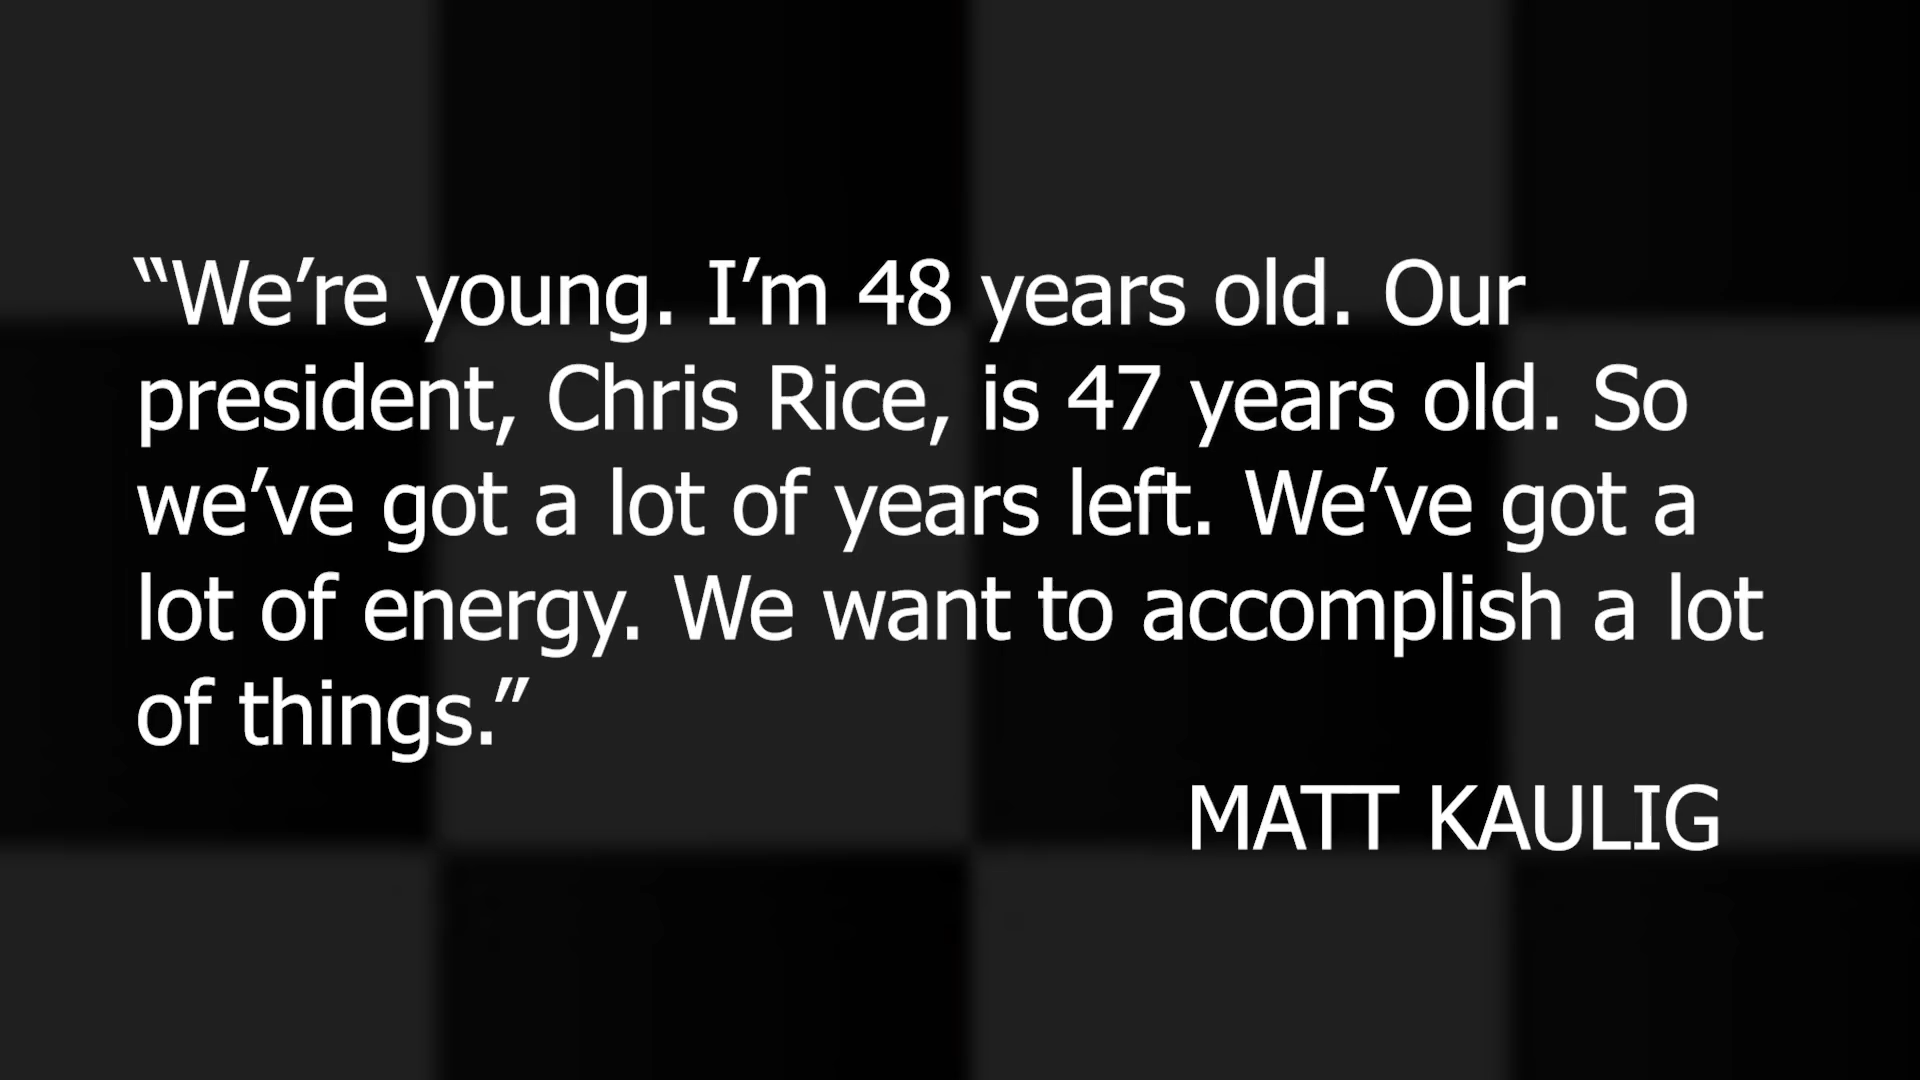 “We’re young. I’m 48 years old. Our
president, Chris Rice, is 47 years old. So
we’ve got a lot of years left. We’ve got a
lot of energy. We want to accomplish a lot
of things.”
MATT KAULIG